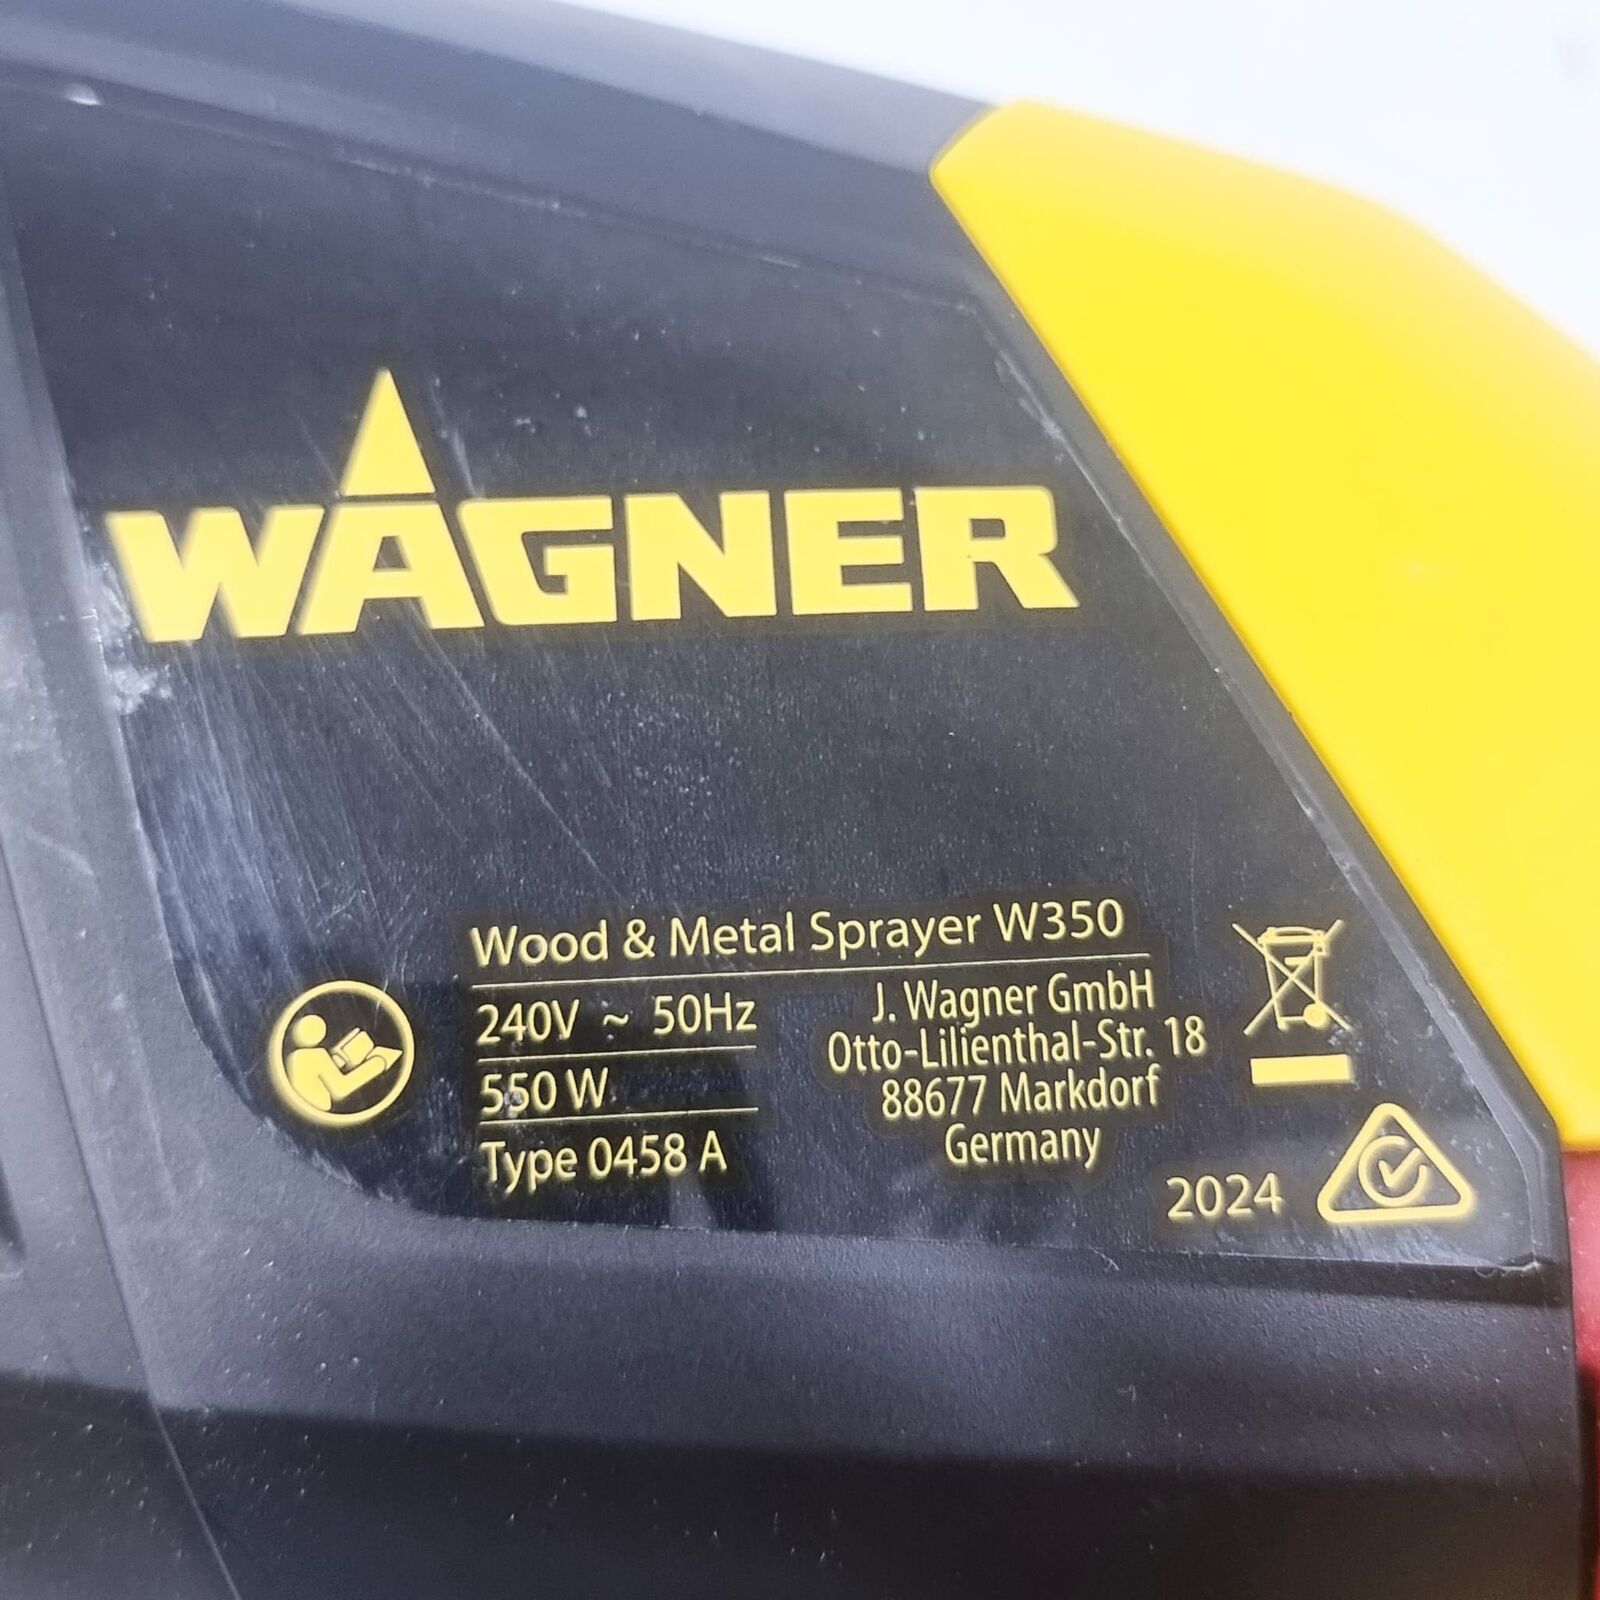 WAGNER
Wood & Metal Sprayer W350
240V ~ 50Hz
550 W
Type 0458 A
J. Wagner GmbH
Otto-Lilienthal-Str. 18
88677 Markdorf
Germany
2024